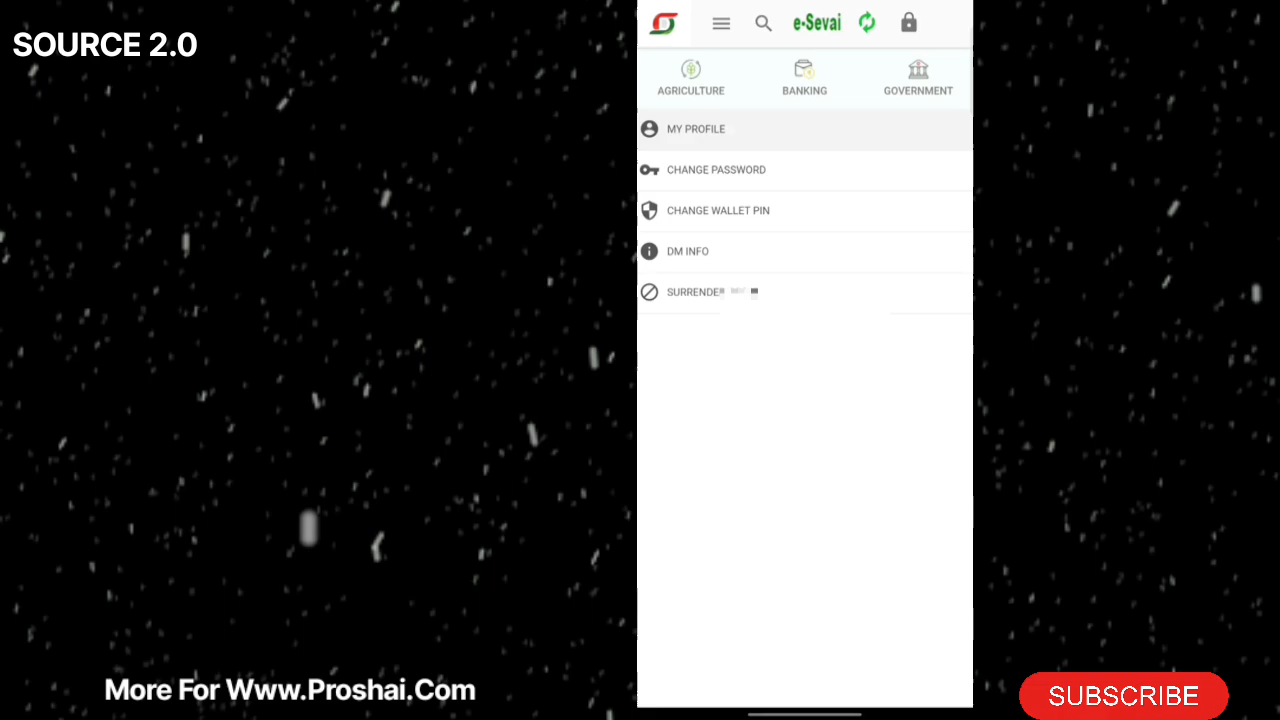 SOURCE 2.0
e-Sevai
AGRICULTURE BANKING GOVERNMENT
MY PROFILE
CHANGE PASSWORD
CHANGE WALLET PIN
DM INFO
SURRENDE
More For Www.Proshai.Com
SUBSCRIBE